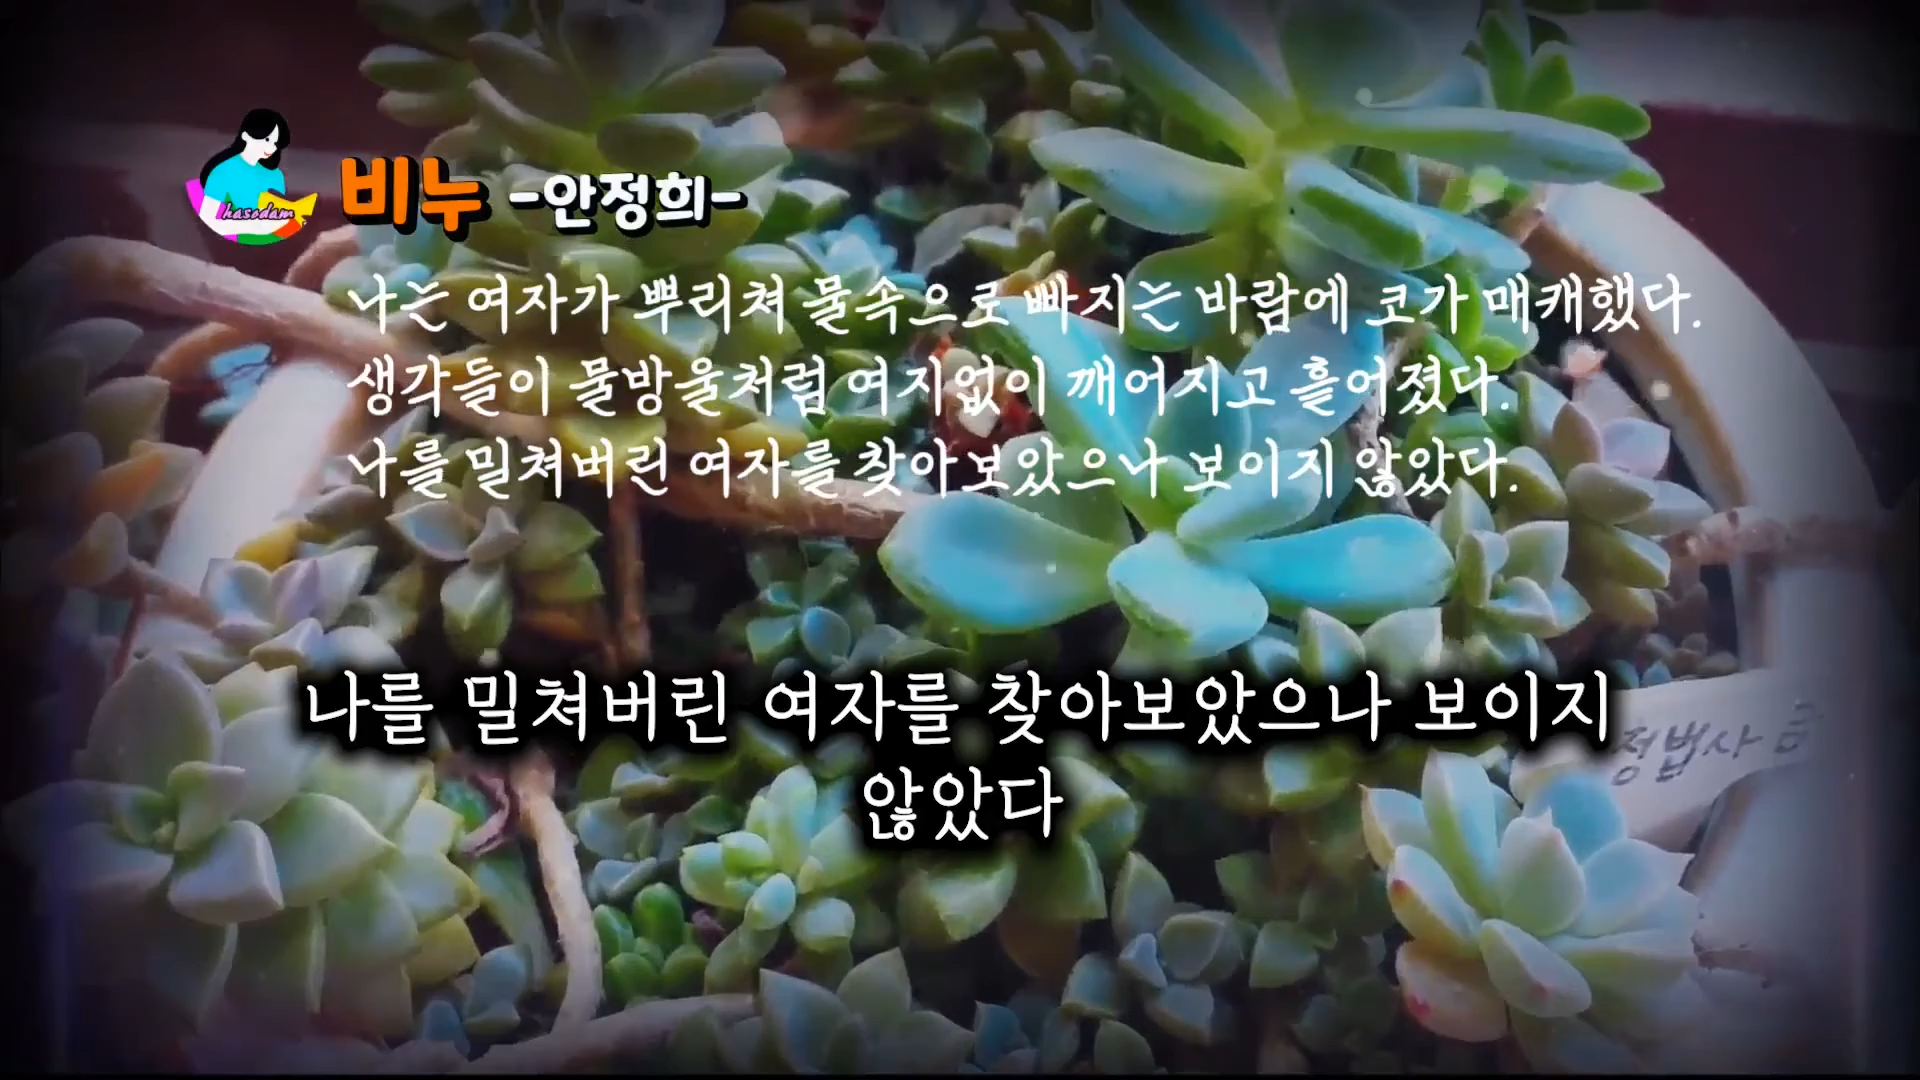 hasodam
비누 -안정희-
나는 여자가 뿌리쳐 물속으로 빠지는 바람에 코가 매캐했다.
생각들이 물방울처럼 여지없이 깨어지고 흩어졌다.
나를 밀쳐버린 여자를 찾아보았으나 보이지 않았다.
나를 밀쳐버린 여자를 찾아보았으나 보이지
않았다
정법사